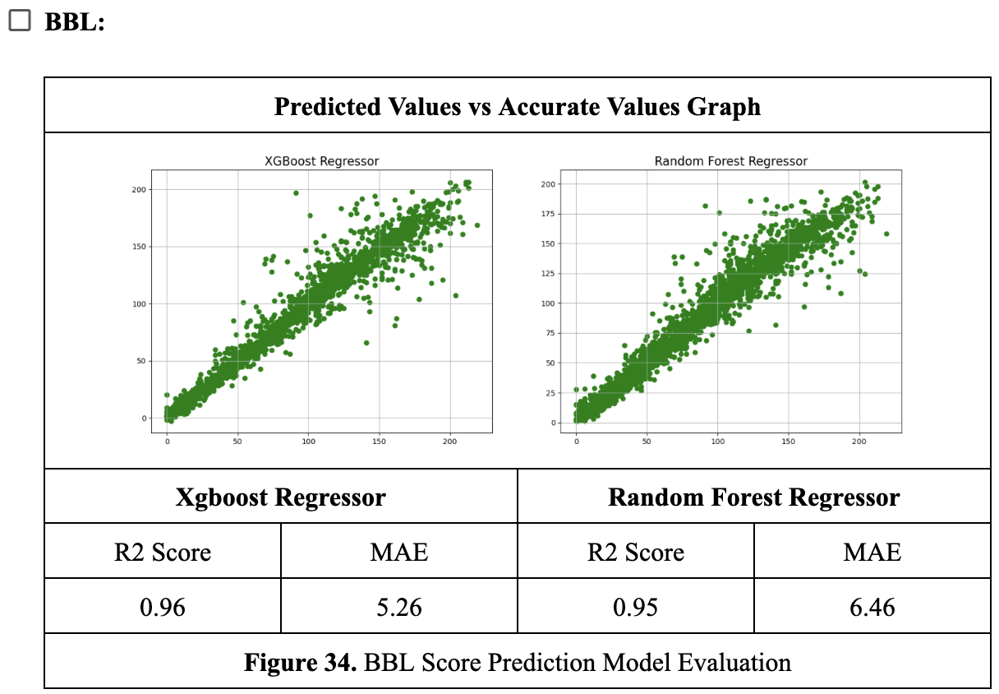 BBL:
Predicted Values vs Accurate Values Graph
XGBoost Regressor
200
150
100
50
0
0 50 100 150 200
Random Forest Regressor
200
175
150
125
100
75
50
25
0
0 50 100 150 200
Xgboost Regressor Random Forest Regressor
R2 Score MAE R2 Score MAE
0.96 5.26 0.95 6.46
Figure 34. BBL Score Prediction Model Evaluation